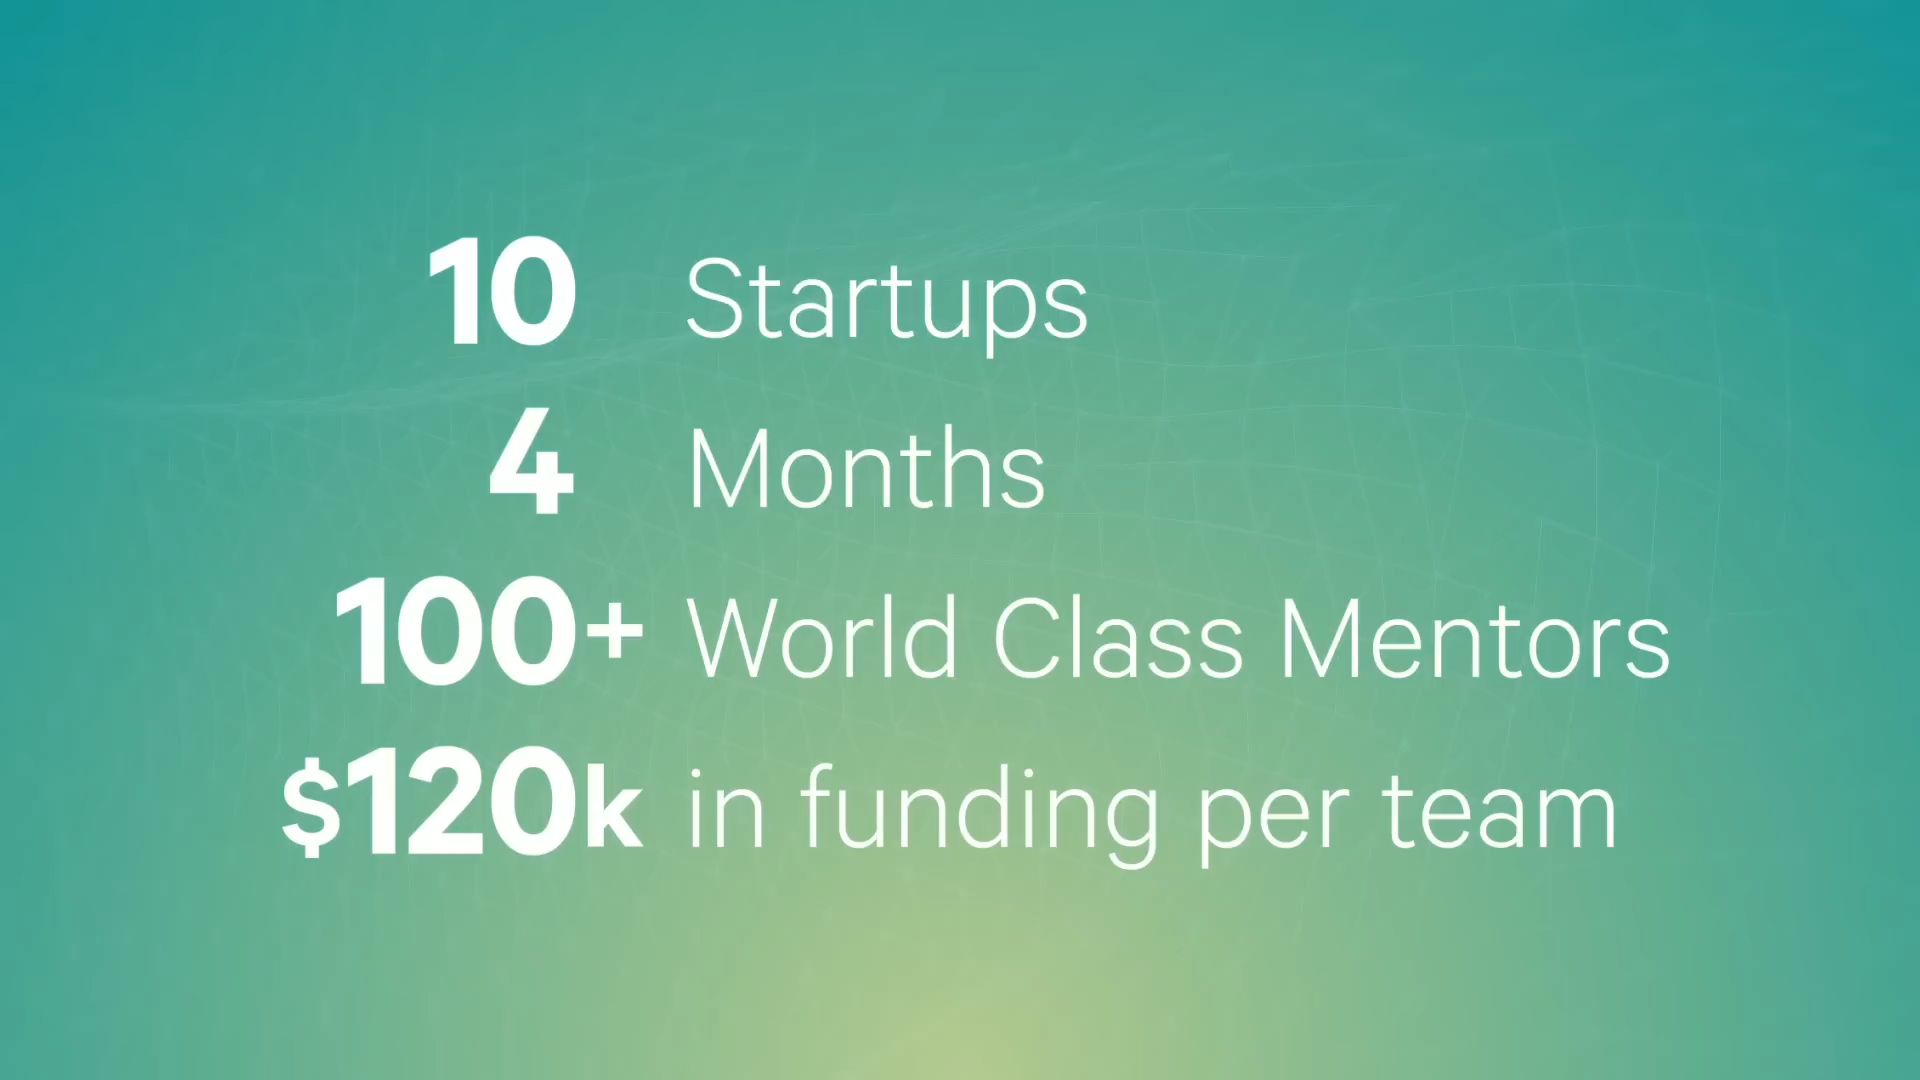 10 Startups
4 Months
100+ World Class Mentors
$120k in funding per team